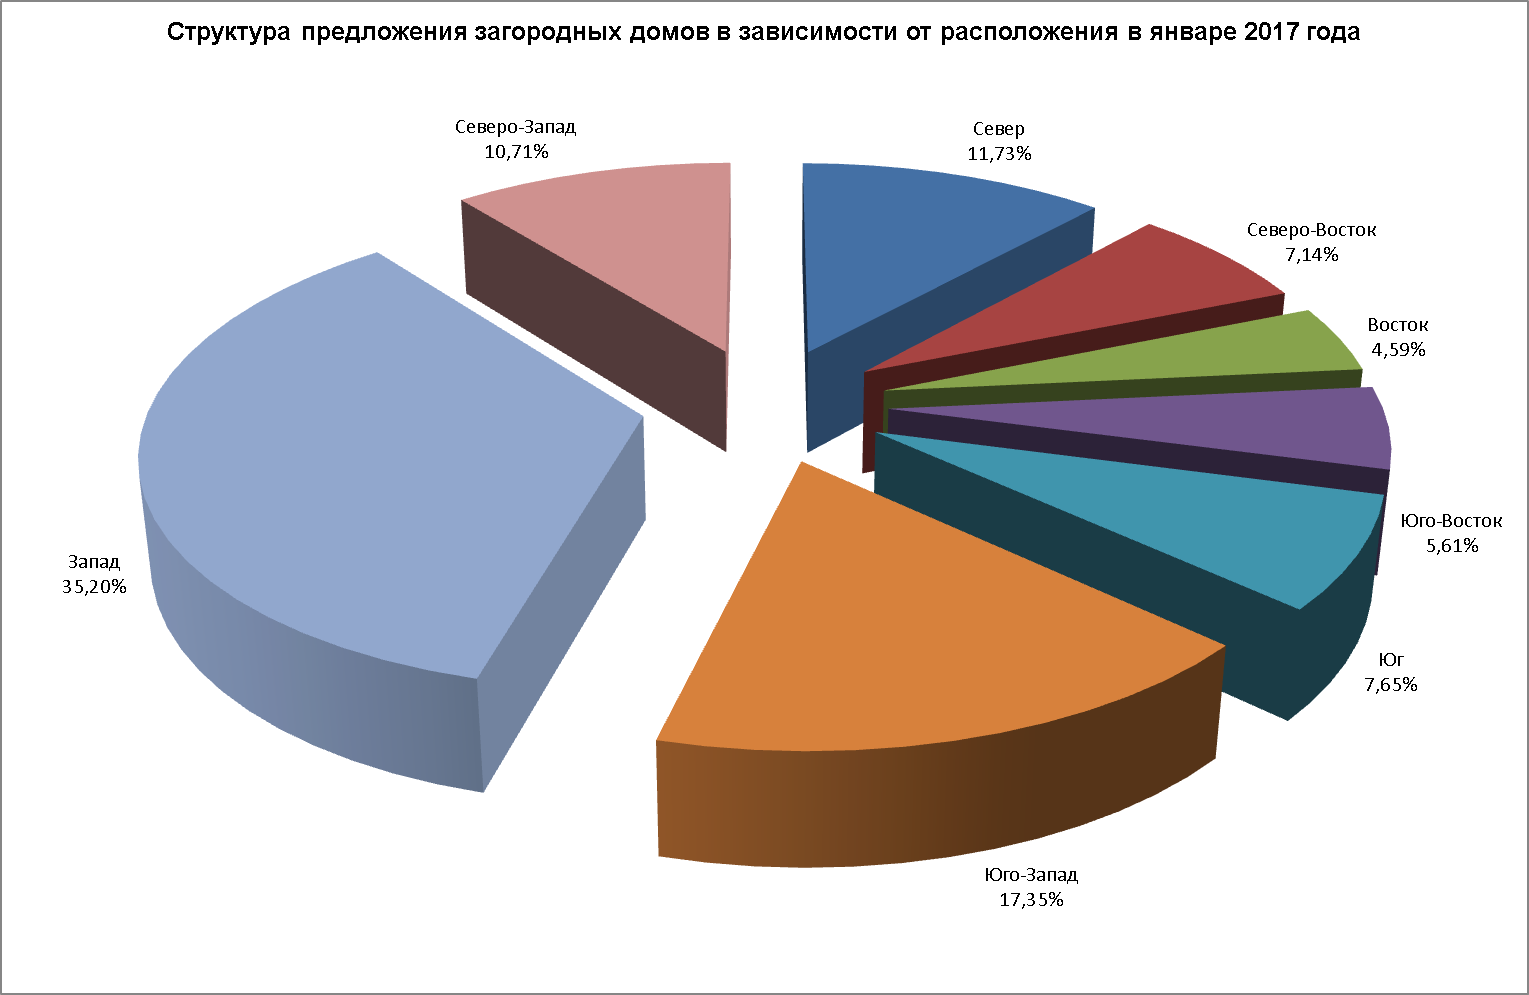 Структура предложения загородных домов в зависимости от расположения в январе 2017 года
Северо-Запад
10,71%
Север
11,73%
Северо-Восток
7,14%
Восток
4,59%
Юго-Восток
5,61%
Запад
35,20%
Юг
7,65%
Юго-Запад
17,35%